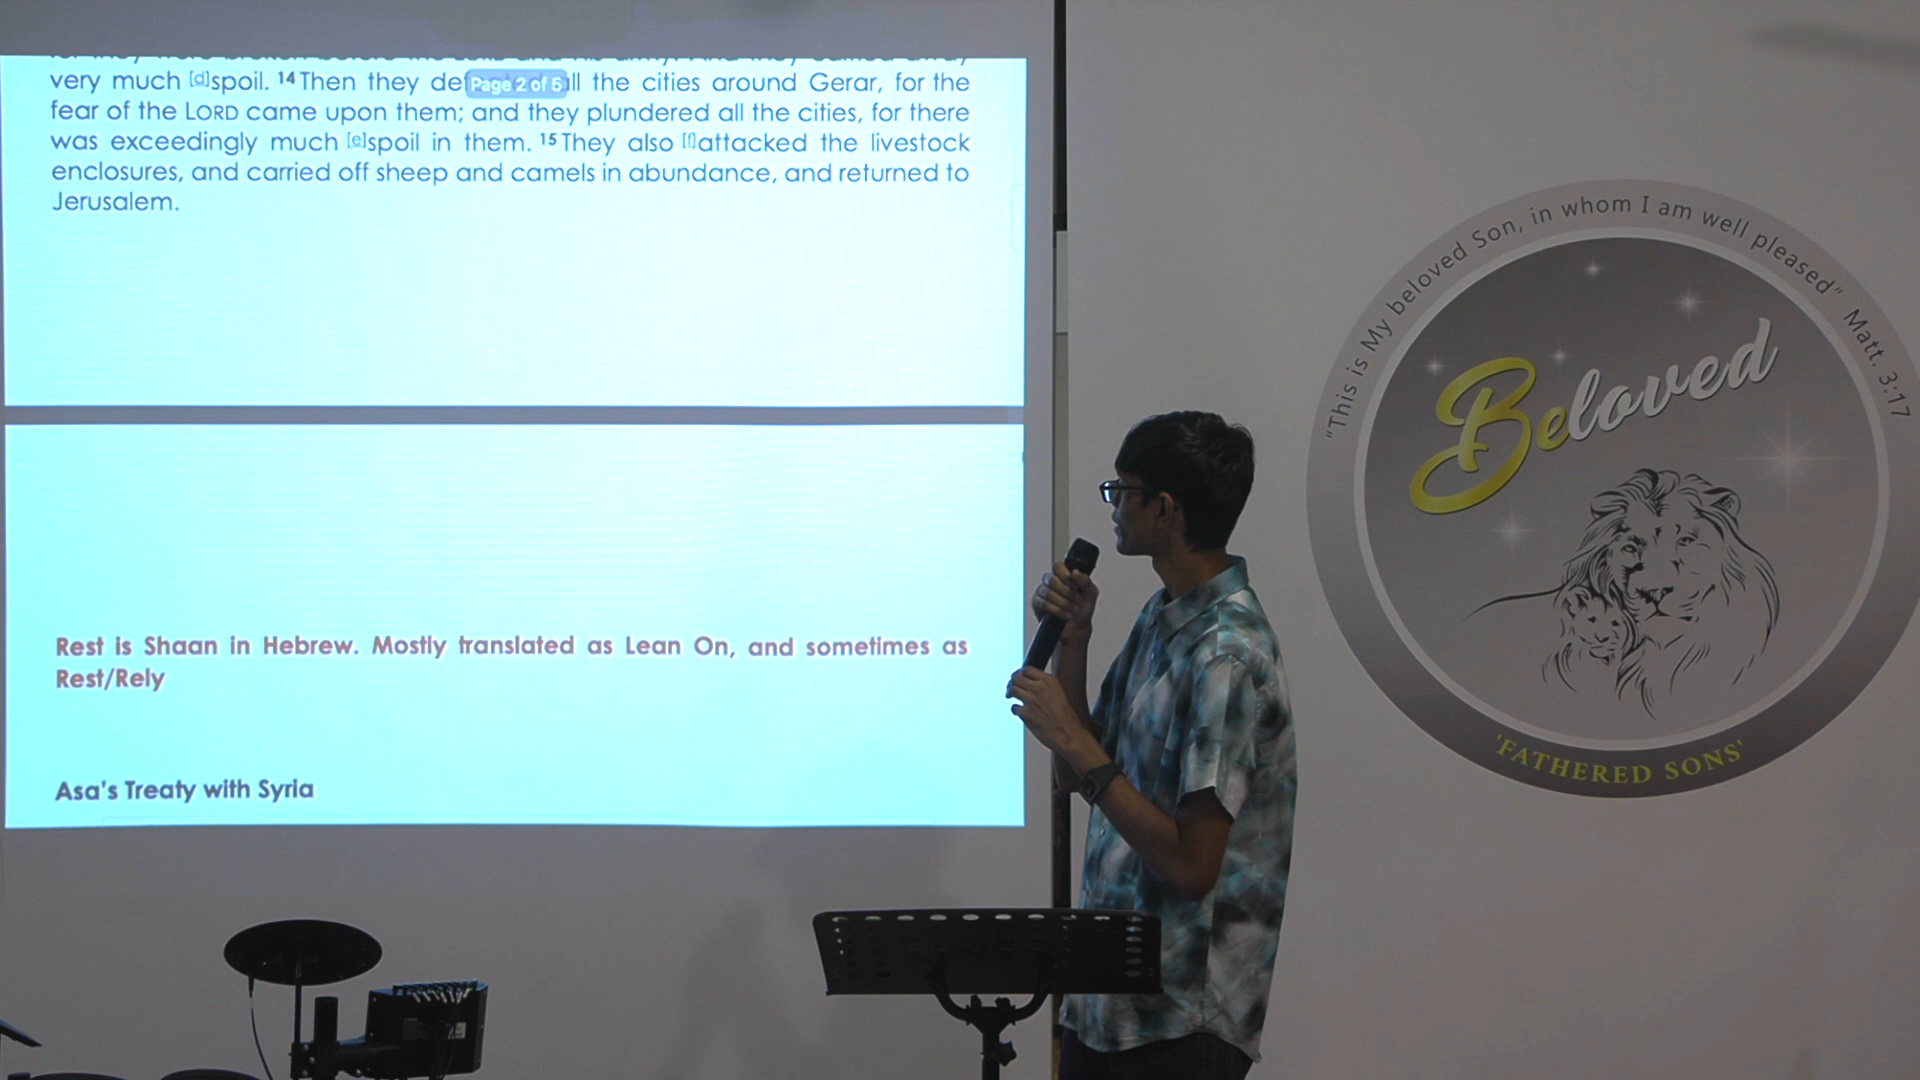 very much [d]spoil. 14 Then they def Page 2 of 5 all the cities around Gerar, for the
fear of the LORD came upon them; and they plundered all the cities, for there
was exceedingly much [e]spoil in them. 15 They also [f]attacked the livestock
enclosures, and carried off sheep and camels in abundance, and returned to
Jerusalem.
Rest is Shaan in Hebrew. Mostly translated as Lean On, and sometimes as
Rest/Rely
Asa's Treaty with Syria
"This is My beloved Son, in whom I am well pleased" Matt. 3:17
Beloved
'FATHERED SONS'